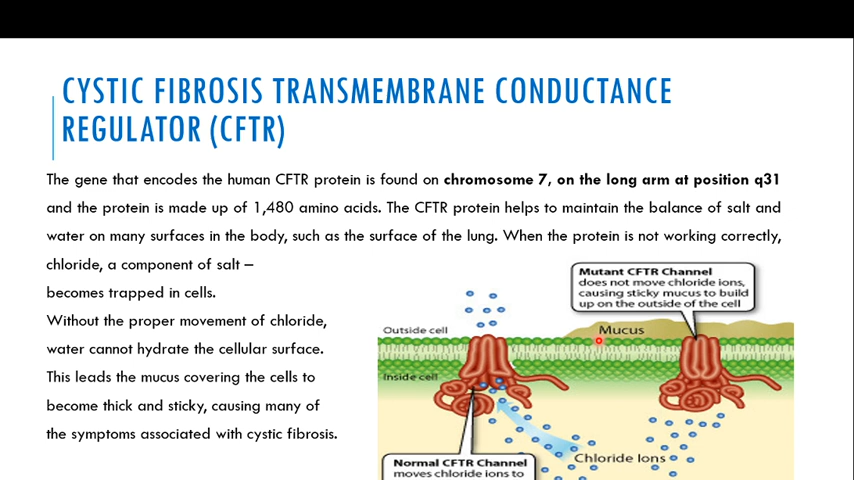 CYSTIC FIBROSIS TRANSMEMBRANE CONDUCTANCE
REGULATOR (CFTR)
The gene that encodes the human CFTR protein is found on chromosome 7, on the long arm at position q31
and the protein is made up of 1,480 amino acids. The CFTR protein helps to maintain the balance of salt and
water on many surfaces in the body, such as the surface of the lung. When the protein is not working correctly,
chloride, a component of salt –
becomes trapped in cells.
Without the proper movement of chloride,
water cannot hydrate the cellular surface.
This leads the mucus covering the cells to
become thick and sticky, causing many of
the symptoms associated with cystic fibrosis.
Mutant CFTR Channel
does not move chloride ions,
causing sticky mucus to build
up on the outside of the cell
Outside cell
Mucus
Inside cell
Chloride Ions
Normal CFTR Channel
moves chloride ions to